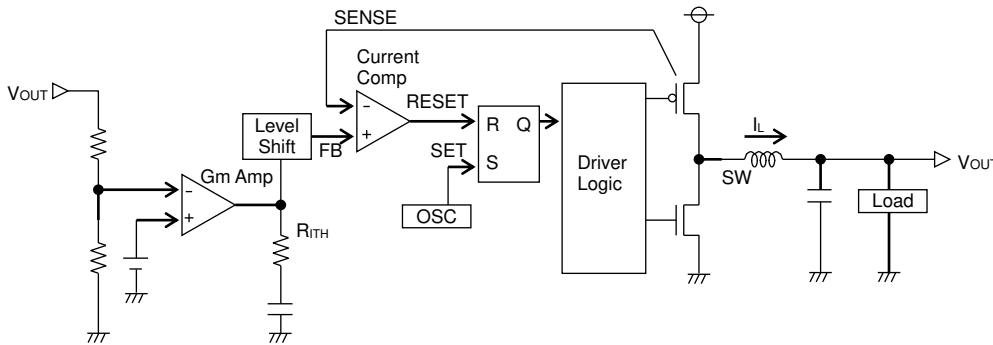 SENSE
Current
Comp
VOUT
RESET
Level
Shift
FB
SET
R Q
S
Driver
Logic
IL
SW
VOUT
Gm Amp
OSC
Load
RITH